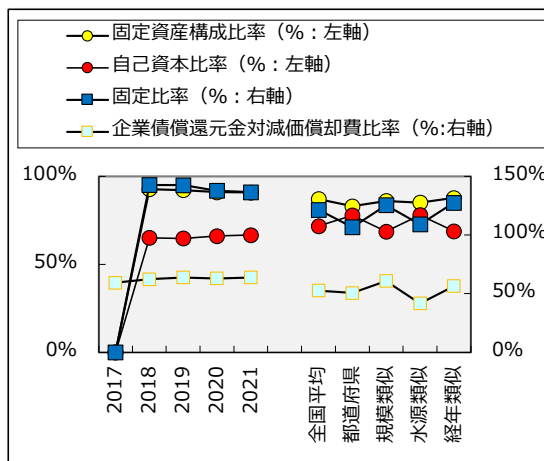 固定資産構成比率（%：左軸）
自己資本比率（%：左軸）
固定比率（%：右軸）
企業債償還元金対減価償却費比率（%:右軸）
100%
50%
0%
150%
100%
50%
0%
2017
2018
2019
2020
2021
全国平均
都道府県
規模類似
水源類似
経年類似